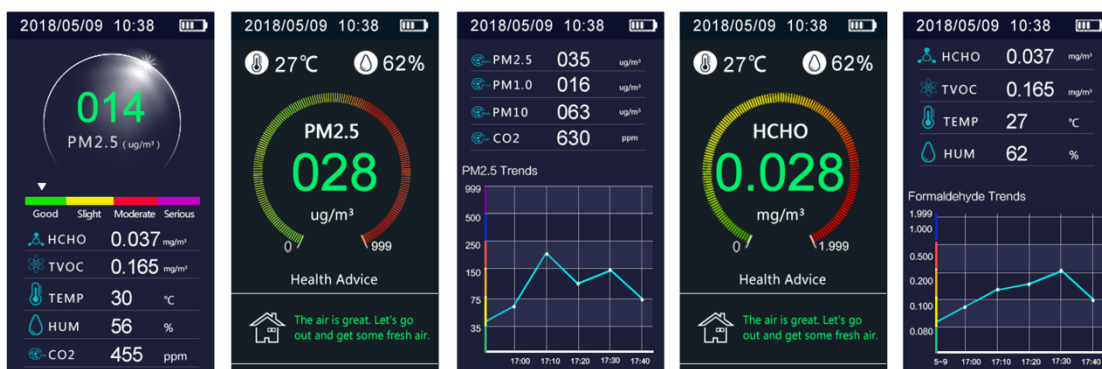 2018/05/09 10:38
014
PM2.5 (ug/m³)
Good Slight Moderate Serious
HCHO 0.037 mg/m³
TVOC 0.165 mg/m³
TEMP 30 ℃
HUM 56 %
CO2 455 ppm
2018/05/09 10:38
27℃ 62%
PM2.5
028
ug/m³
0 999
Health Advice
The air is great. Let's go
out and get some fresh air.
2018/05/09 10:38
PM2.5 035 ug/m³
PM1.0 016 ug/m³
PM10 063 ug/m³
CO2 630 ppm
PM2.5 Trends
999
500
250
150
75
35
17:00 17:10 17:20 17:30 17:40
2018/05/09 10:38
27℃ 62%
HCHO
0.028
mg/m³
0 1.999
Health Advice
The air is great. Let's go
out and get some fresh air.
2018/05/09 10:38
HCHO 0.037 mg/m³
TVOC 0.165 mg/m³
TEMP 27 ℃
HUM 62 %
Formaldehyde Trends
1.999
1.000
0.500
0.200
0.100
0.080
5-9 17:00 17:10 17:20 17:30 17:40